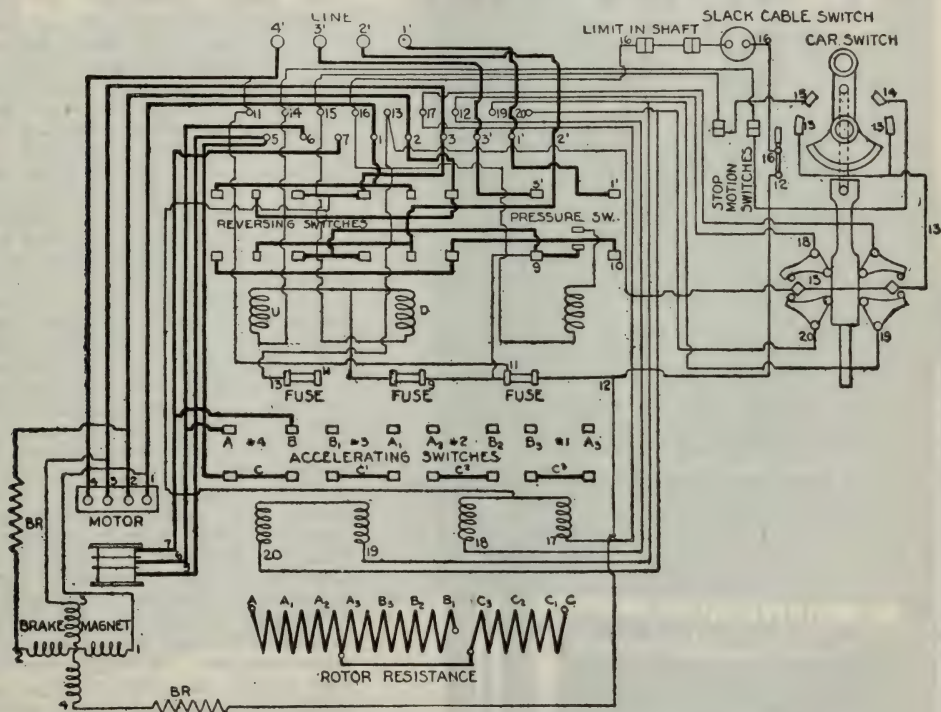 LINE
4' 3' 2' 1'
LIMIT IN SHAFT
SLACK CABLE SWITCH
CAR SWITCH
16 16
15 14
13 13
11 14 15 16 13 17 12 19 20
5 6 7 1 2 3 3' 1' 2'
STOP MOTION SWITCHES
16
12
3' 1'
REVERSING SWITCHES
PRESSURE SW.
9 10
13
18
13
U D
20 19
13 9 11 12
FUSE FUSE FUSE
A #4 B B1 #3 A1 A2 #2 B2 B3 #1 A3
ACCELERATING SWITCHES
C C1 C2 C3
4 3 2 1
MOTOR
BR
7
20 19 18 17
A A1 A2 A3 B3 B2 B1 C3 C2 C1 C
BRAKE MAGNET
2 1
ROTOR RESISTANCE
4
BR